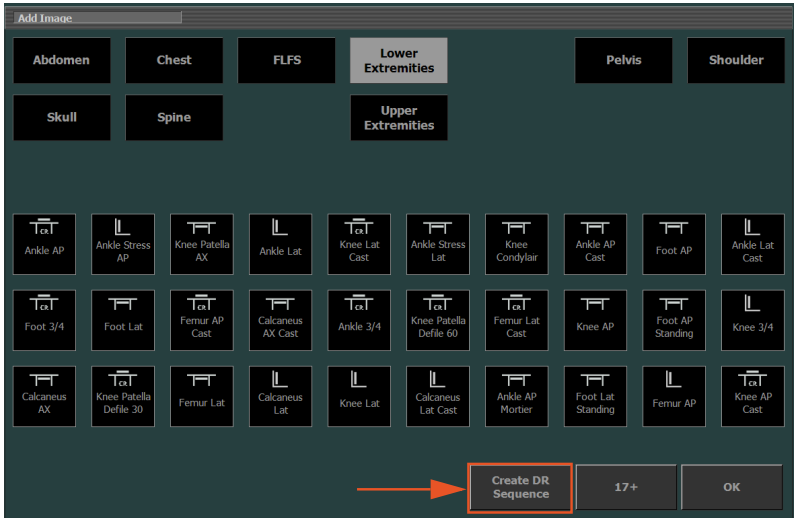 Add Image
Abdomen
Chest
FLFS
Lower
Extremities
Pelvis
Shoulder
Skull
Spine
Upper
Extremities
CR
Ankle AP
Ankle Stress
AP
Knee Patella
AX
Ankle Lat
CR
Knee Lat
Cast
Ankle Stress
Lat
Knee
Condylair
Ankle AP
Cast
Foot AP
Ankle Lat
Cast
CR
Foot 3/4
Foot Lat
CR
Femur AP
Cast
Calcaneus
AX Cast
CR
Ankle 3/4
CR
Knee Patella
Defile 60
CR
Femur Lat
Cast
Knee AP
Foot AP
Standing
Knee 3/4
Calcaneus
AX
CR
Knee Patella
Defile 30
Femur Lat
Calcaneus
Lat
Knee Lat
Calcaneus
Lat Cast
Ankle AP
Mortier
Foot Lat
Standing
Femur AP
CR
Knee AP
Cast
Create DR
Sequence
17+
OK